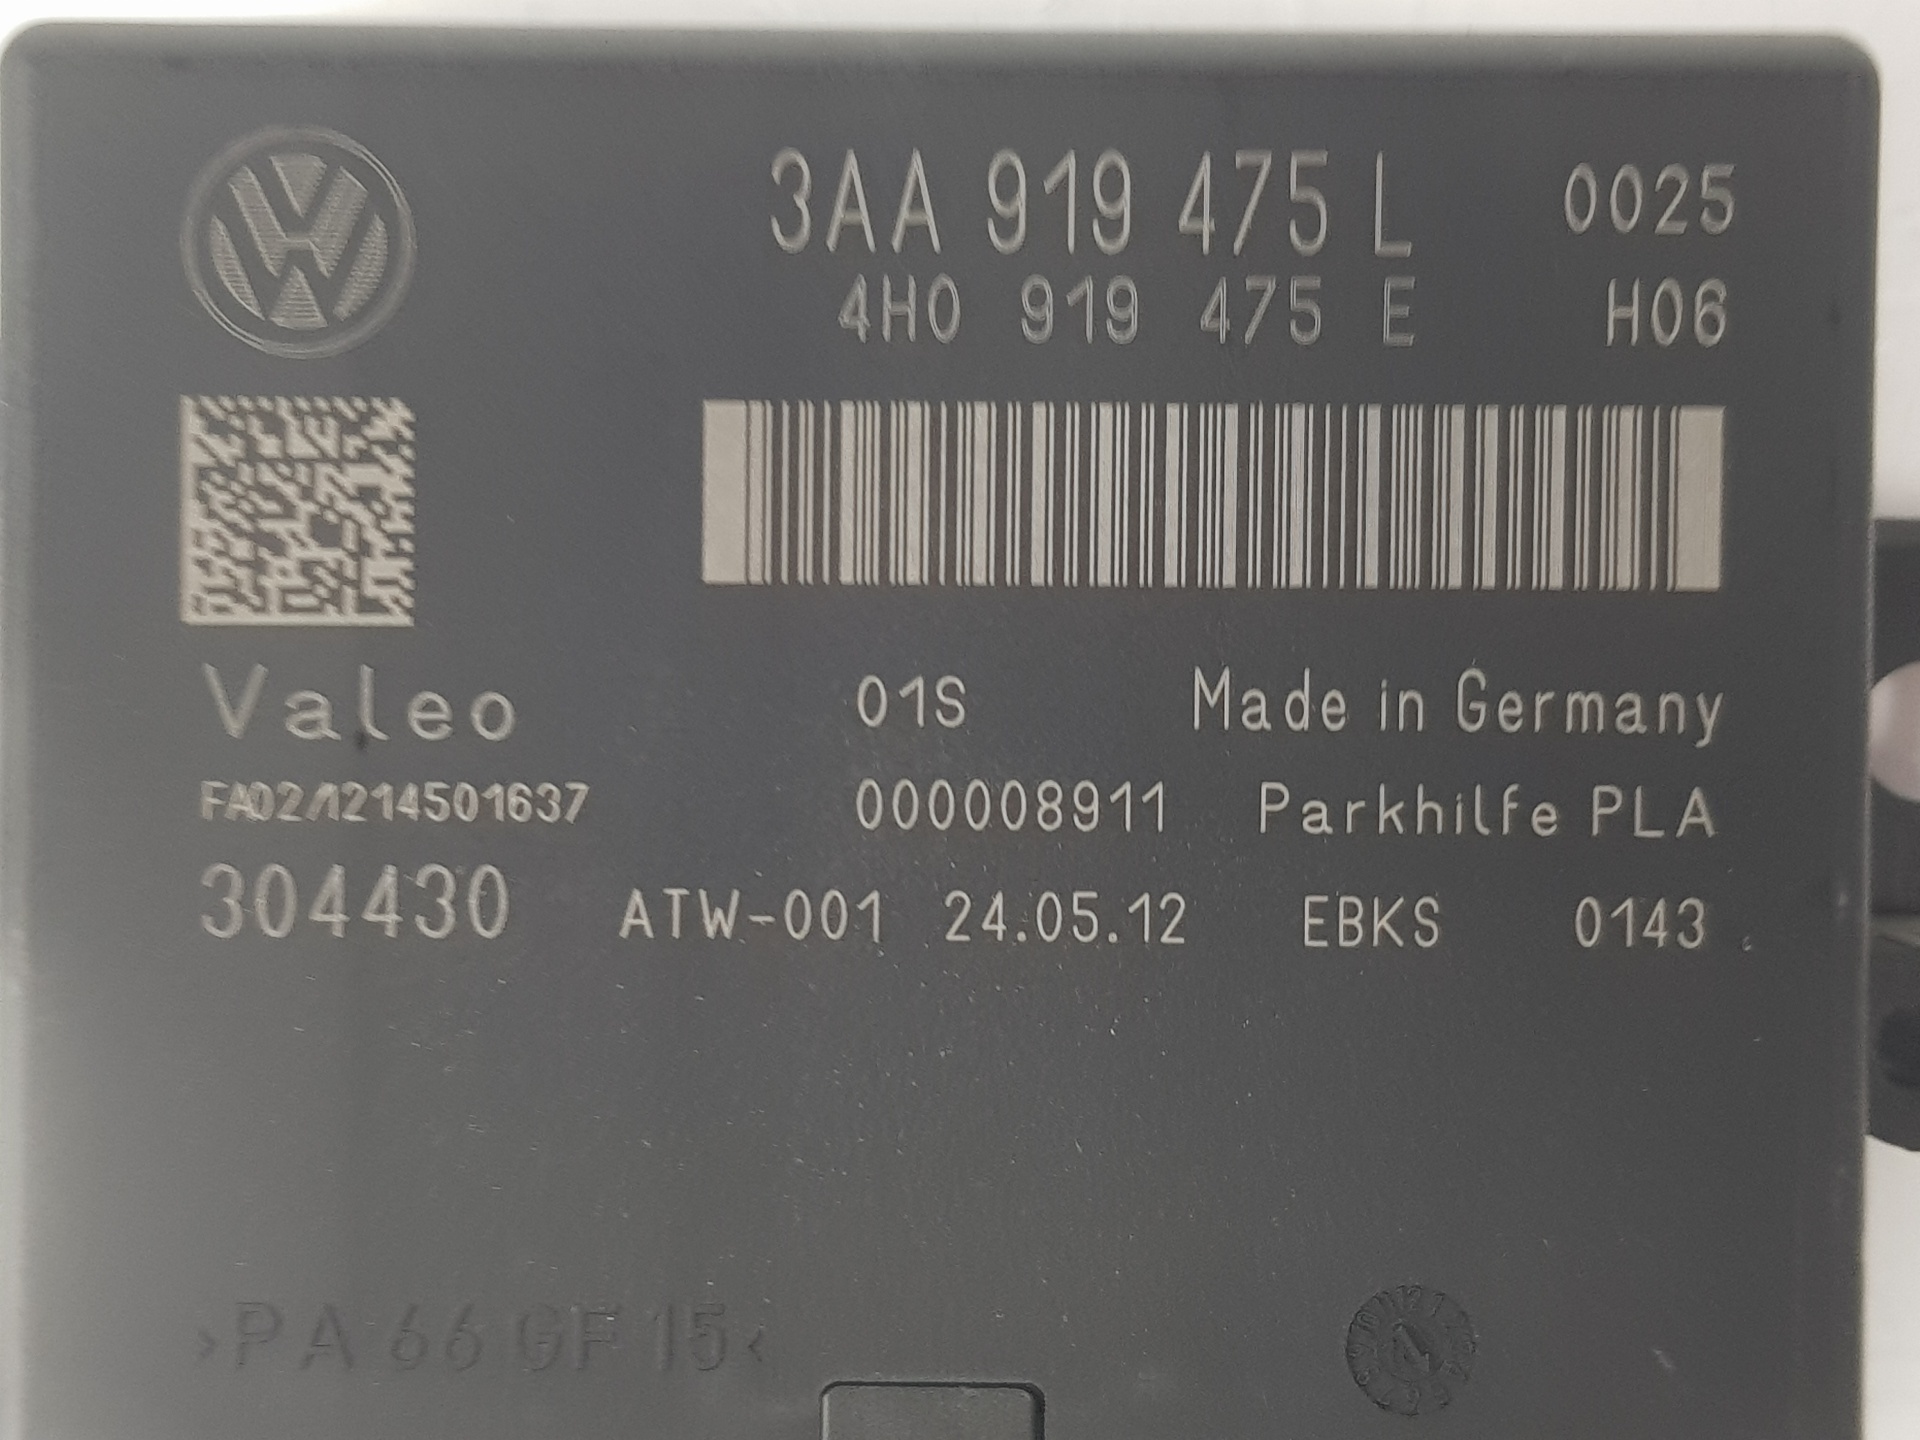 3AA 919 475 L 0025
4H0 919 475 E H06
Valeo 01S Made in Germany
FA02/1214501637 000008911 Parkhilfe PLA
304430 ATW-001 24.05.12 EBKS 0143
>PA 66 GF 15<